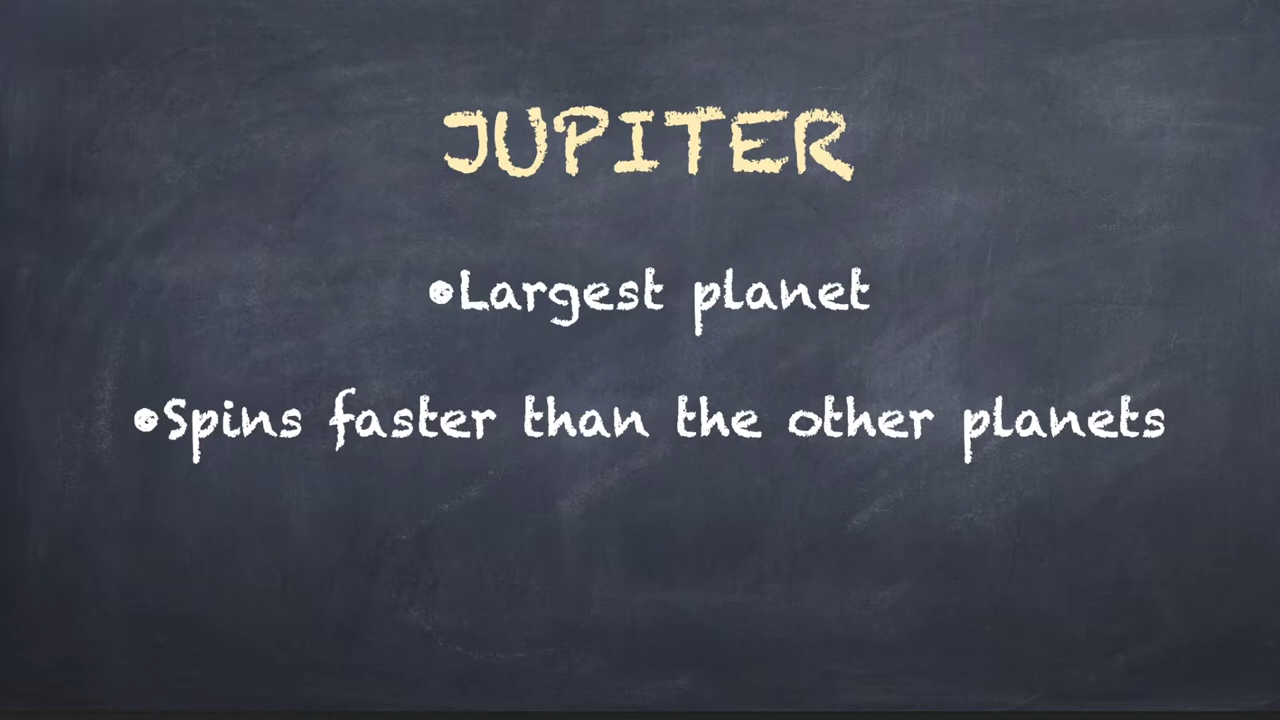 JUPITER
•Largest planet
•Spins faster than the other planets